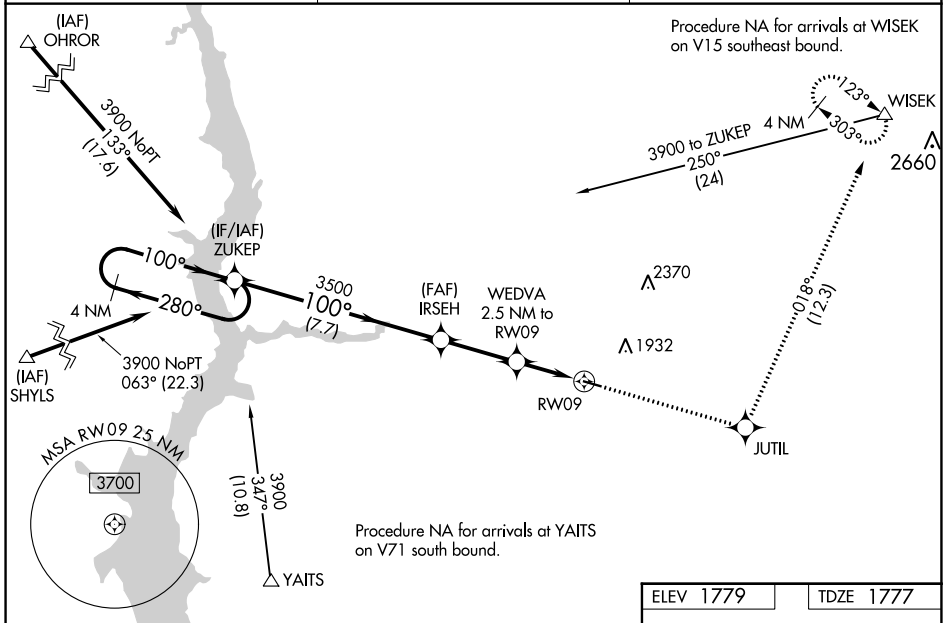 (IAF)
OHROR
3900 NoPT
133°
(17.6)
Procedure NA for arrivals at WISEK
on V15 southeast bound.
123°
WISEK
4 NM
303°
2660
3900 to ZUKEP
250°
(24)
(IF/IAF)
ZUKEP
100°
280°
4 NM
3500
100°
(7.7)
(FAF)
IRSEH
WEDVA
2.5 NM to
RW09
2370
1932
018°
(12.3)
(IAF)
SHYLS
3900 NoPT
063° (22.3)
RW09
JUTIL
MSA RW09 25 NM
3700
3900
347°
(10.8)
YAITS
Procedure NA for arrivals at YAITS
on V71 south bound.
ELEV 1779
TDZE 1777